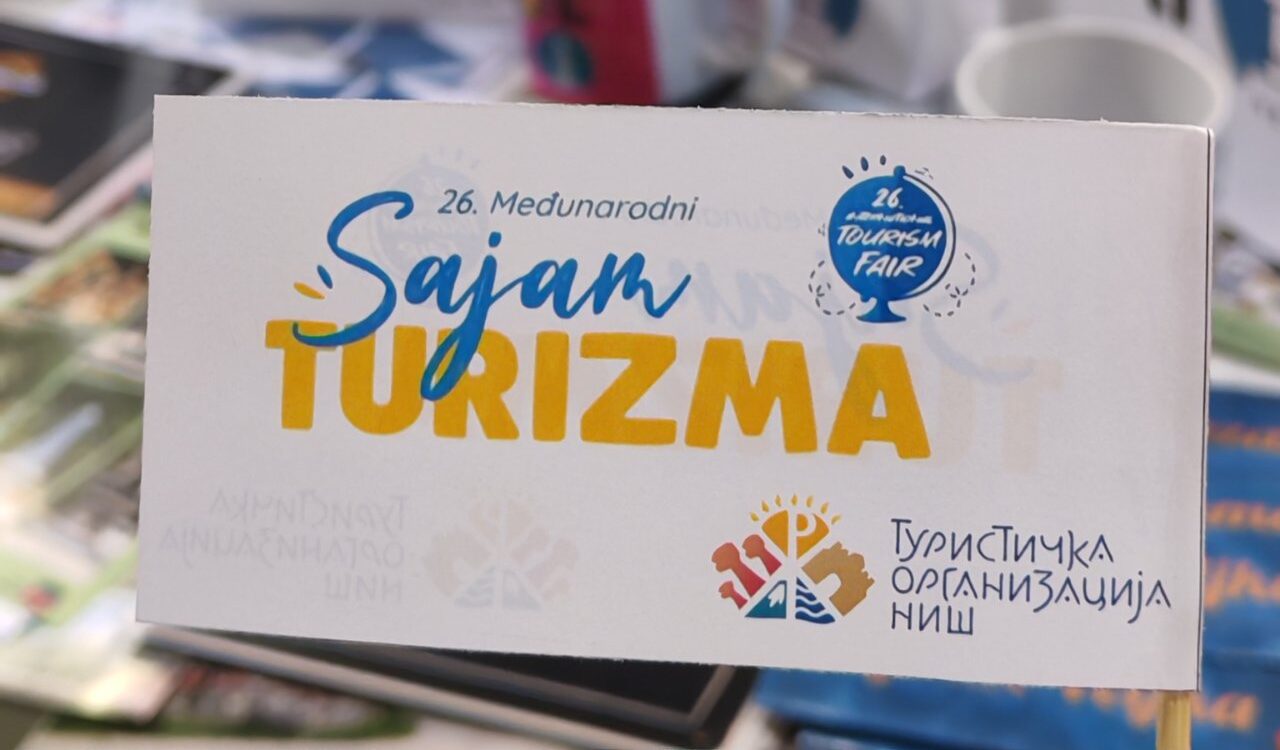 26. Međunarodni
Sajam
TURIZMA
26.
TOURISM
FAIR
Туристичка
организација
Ниш